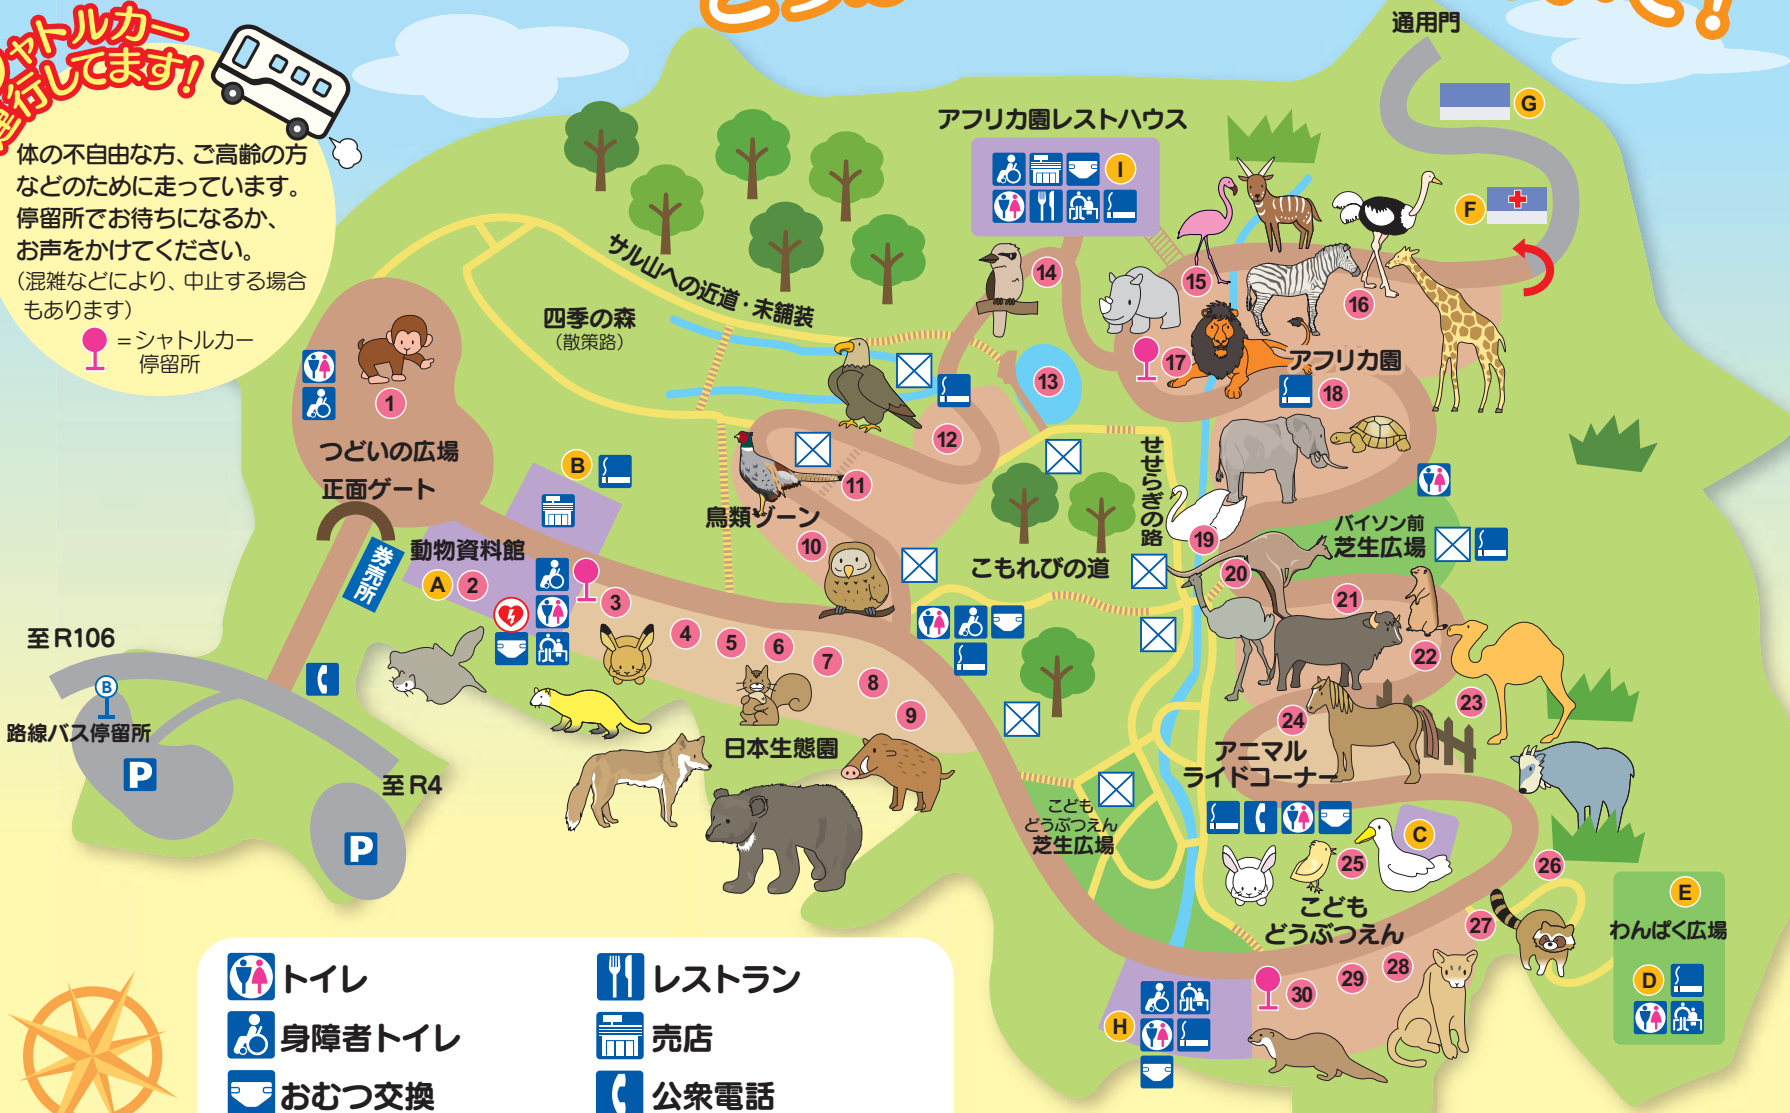 シャトルカー
運行してます!
体の不自由な方、ご高齢の方
などのために走っています。
停留所でお待ちになるか、
お声をかけてください。
(混雑などにより、中止する場合
もあります)
=シャトルカー
停留所
通用門
G
F
アフリカ園レストハウス
I
サル山への近道・未舗装
四季の森
(散策路)
14
15
16
17
アフリカ園
18
13
12
1
つどいの広場
正面ゲート
B
券売所
動物資料館
A
2
3
鳥類ゾーン
11
10
せせらぎの路
こもれびの道
19
20
バイソン前
芝生広場
21
22
23
24
アニマル
ライドコーナー
4
5
6
7
8
9
日本生態園
至R106
B
路線バス停留所
P
至R4
P
こども
どうぶつえん
芝生広場
C
25
こども
どうぶつえん
26
27
28
29
30
E
わんぱく広場
D
H
トイレ
レストラン
身障者トイレ
売店
おむつ交換
公衆電話